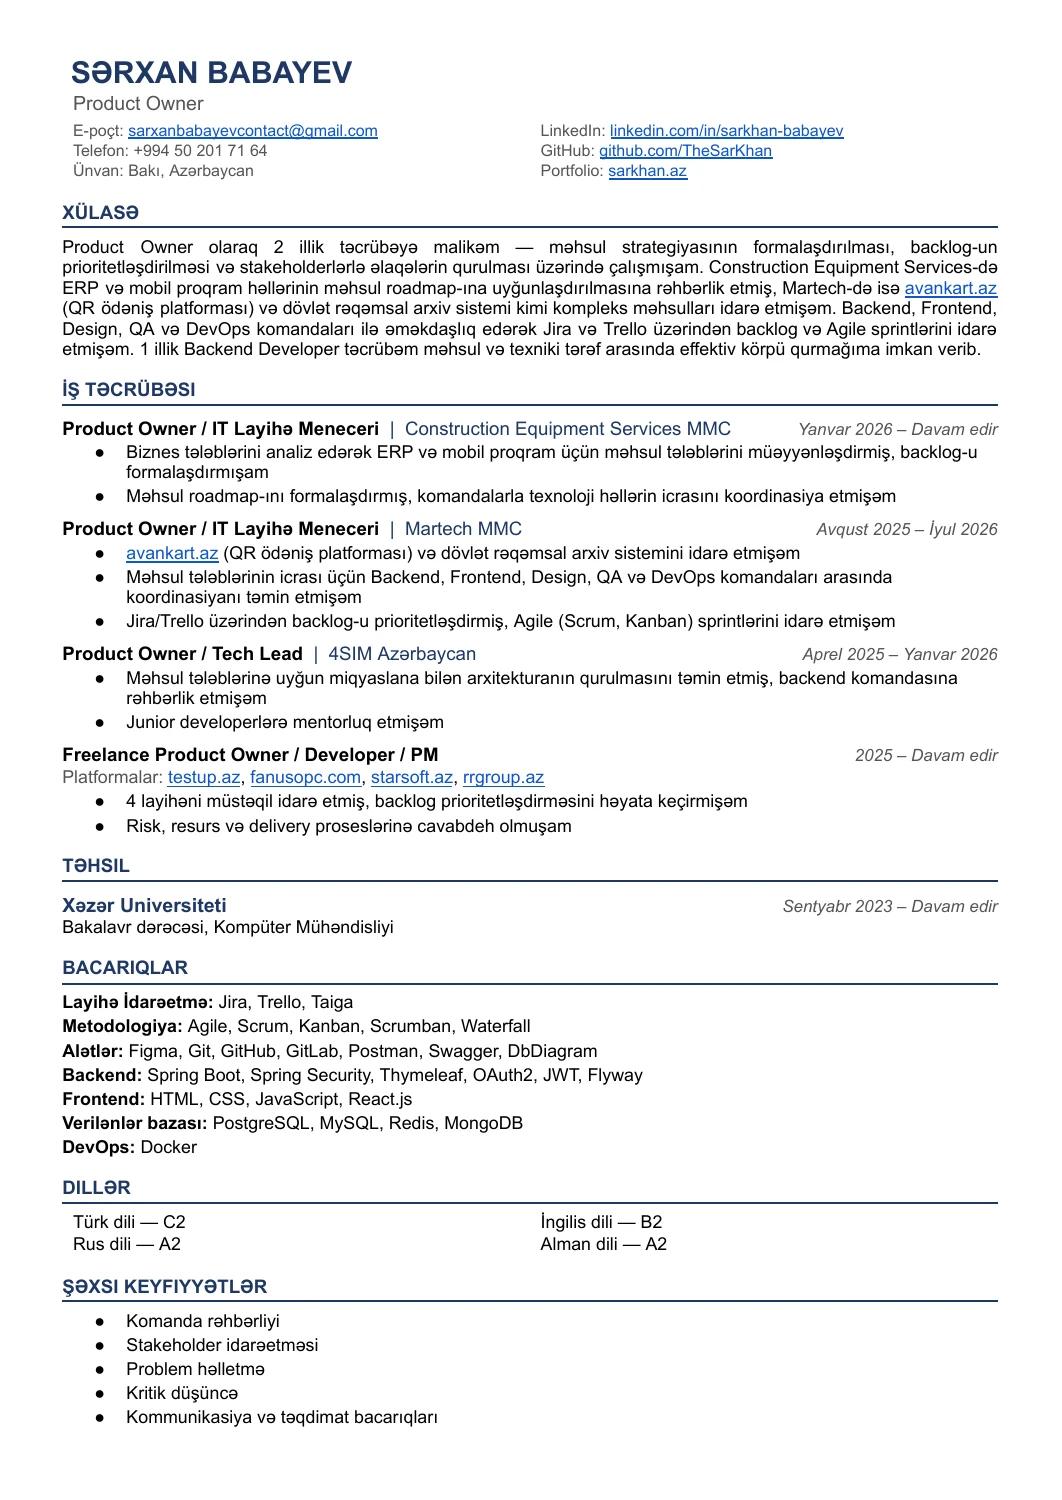 SƏRXAN BABAYEV
Product Owner
E-poçt: sarxanbabayevcontact@gmail.com
Telefon: +994 50 201 71 64
Ünvan: Bakı, Azərbaycan
LinkedIn: linkedin.com/in/sarkhan-babayev
GitHub: github.com/TheSarKhan
Portfolio: sarkhan.az
XÜLASƏ
Product Owner olaraq 2 illik təcrübəyə malikəm — məhsul strategiyasının formalaşdırılması, backlog-un
prioritetləşdirilməsi və stakeholderlərlə əlaqələrin qurulması üzərində çalışmışam. Construction Equipment Services-də
ERP və mobil proqram həllərinin məhsul roadmap-ına uyğunlaşdırılmasına rəhbərlik etmiş, Martech-də isə avankart.az
(QR ödəniş platforması) və dövlət rəqəmsal arxiv sistemi kimi kompleks məhsulları idarə etmişəm. Backend, Frontend,
Design, QA və DevOps komandaları ilə əməkdaşlıq edərək Jira və Trello üzərindən backlog və Agile sprintlərini idarə
etmişəm. 1 illik Backend Developer təcrübəm məhsul və texniki tərəf arasında effektiv körpü qurmağıma imkan verib.
İŞ TƏCRÜBƏSI
Product Owner / IT Layihə Meneceri | Construction Equipment Services MMC Yanvar 2026 – Davam edir
● Biznes tələblərini analiz edərək ERP və mobil proqram üçün məhsul tələblərini müəyyənləşdirmiş, backlog-u
formalaşdırmışam
● Məhsul roadmap-ını formalaşdırmış, komandalarla texnoloji həllərin icrasını koordinasiya etmişəm
Product Owner / IT Layihə Meneceri | Martech MMC Avqust 2025 – İyul 2026
● avankart.az (QR ödəniş platforması) və dövlət rəqəmsal arxiv sistemini idarə etmişəm
● Məhsul tələblərinin icrası üçün Backend, Frontend, Design, QA və DevOps komandaları arasında
koordinasiyanı təmin etmişəm
● Jira/Trello üzərindən backlog-u prioritetləşdirmiş, Agile (Scrum, Kanban) sprintlərini idarə etmişəm
Product Owner / Tech Lead | 4SIM Azərbaycan Aprel 2025 – Yanvar 2026
● Məhsul tələblərinə uyğun miqyaslana bilən arxitekturanın qurulmasını təmin etmiş, backend komandasına
rəhbərlik etmişəm
● Junior developerlərə mentorluq etmişəm
Freelance Product Owner / Developer / PM 2025 – Davam edir
Platformalar: testup.az, fanusopc.com, starsoft.az, rrgroup.az
● 4 layihəni müstəqil idarə etmiş, backlog prioritetləşdirməsini həyata keçirmişəm
● Risk, resurs və delivery proseslərinə cavabdeh olmuşam
TƏHSIL
Xəzər Universiteti Sentyabr 2023 – Davam edir
Bakalavr dərəcəsi, Kompüter Mühəndisliyi
BACARIQLAR
Layihə İdarəetmə: Jira, Trello, Taiga
Metodologiya: Agile, Scrum, Kanban, Scrumban, Waterfall
Alətlər: Figma, Git, GitHub, GitLab, Postman, Swagger, DbDiagram
Backend: Spring Boot, Spring Security, Thymeleaf, OAuth2, JWT, Flyway
Frontend: HTML, CSS, JavaScript, React.js
Verilənlər bazası: PostgreSQL, MySQL, Redis, MongoDB
DevOps: Docker
DILLƏR
Türk dili — C2
Rus dili — A2
İngilis dili — B2
Alman dili — A2
ŞƏXSI KEYFIYYƏTLƏR
● Komanda rəhbərliyi
● Stakeholder idarəetməsi
● Problem həlletmə
● Kritik düşüncə
● Kommunikasiya və təqdimat bacarıqları